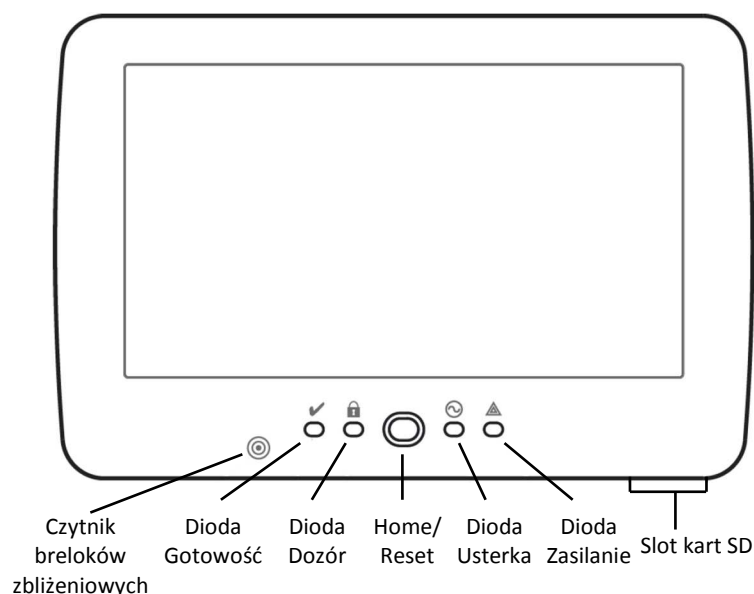 Czytnik
breloków
zbliżeniowych
Dioda
Gotowość
Dioda
Dozór
Home/
Reset
Dioda
Usterka
Dioda
Zasilanie
Slot kart SD